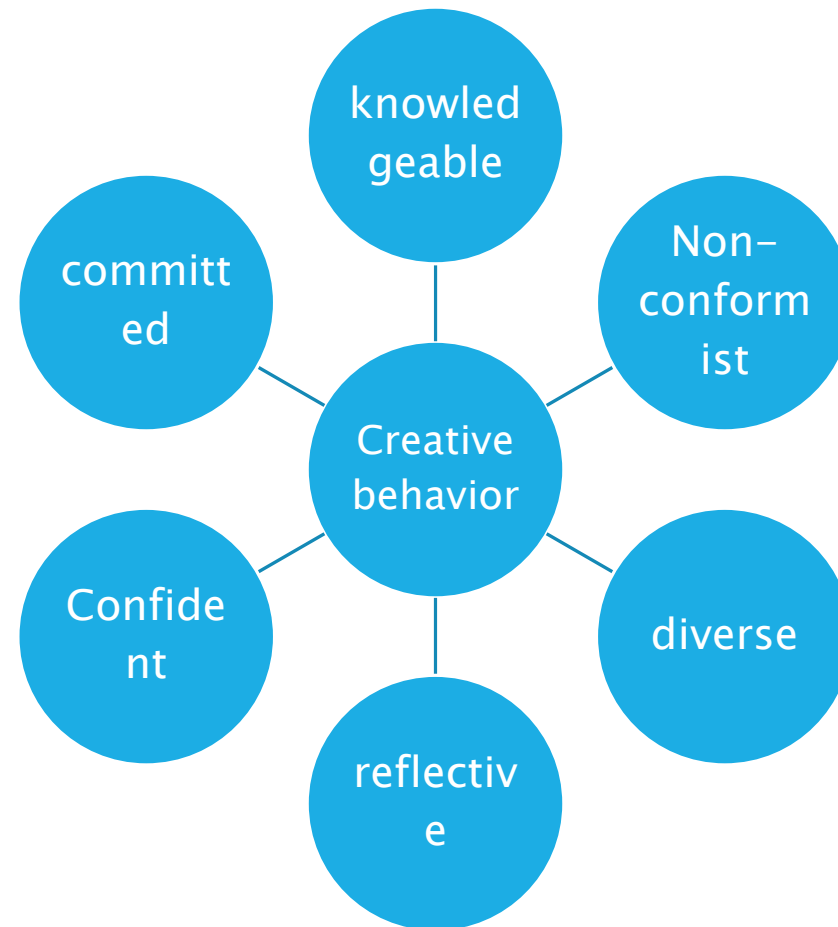 knowled
geable
committ
ed
Non-
conform
ist
Creative
behavior
Confide
nt
diverse
reflectiv
e